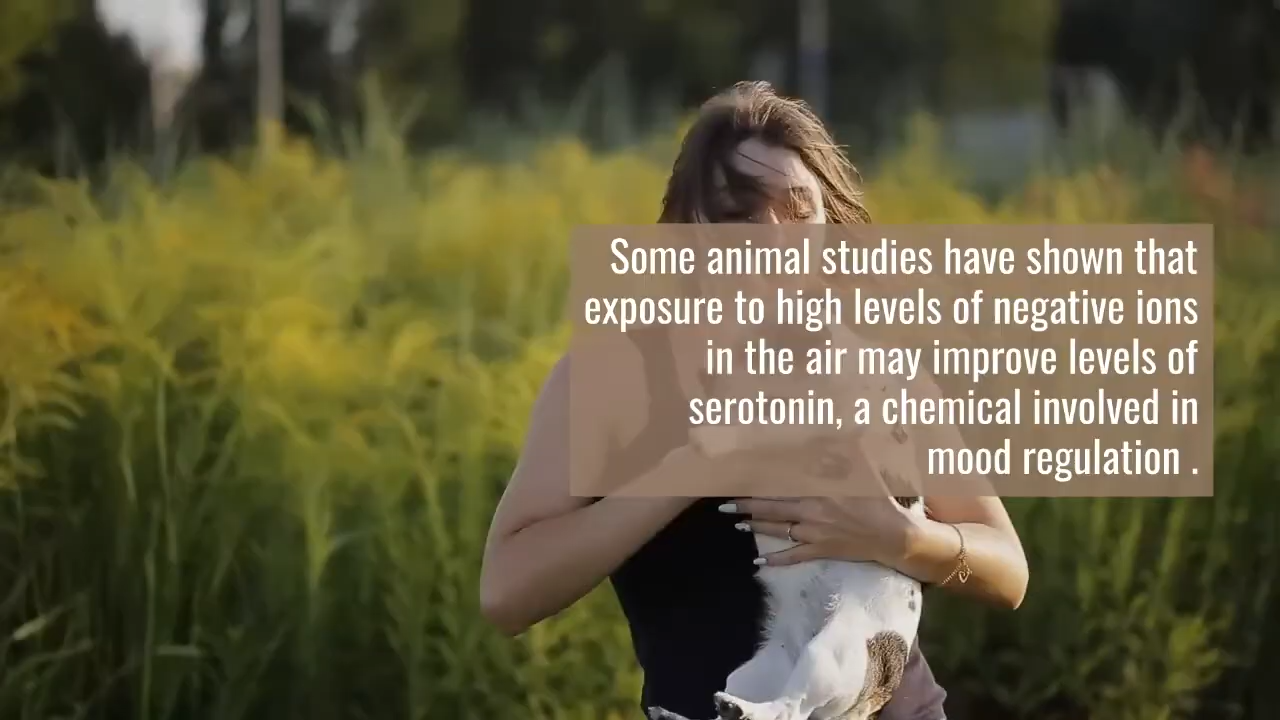 Some animal studies have shown that
exposure to high levels of negative ions
in the air may improve levels of
serotonin, a chemical involved in
mood regulation .